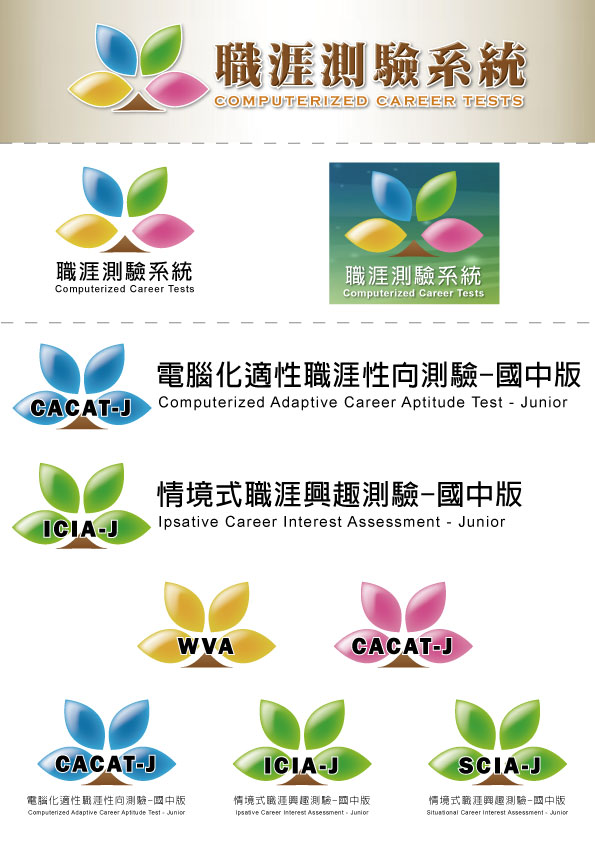 職涯測驗系統
COMPUTERIZED CAREER TESTS
職涯測驗系統
Computerized Career Tests
職涯測驗系統
Computerized Career Tests
CACAT-J
電腦化適性職涯性向測驗-國中版
Computerized Adaptive Career Aptitude Test - Junior
ICIA-J
情境式職涯興趣測驗-國中版
Ipsative Career Interest Assessment - Junior
WVA
CACAT-J
CACAT-J
電腦化適性職涯性向測驗-國中版
Computerized Adaptive Career Aptitude Test - Junior
ICIA-J
情境式職涯興趣測驗-國中版
Ipsative Career Interest Assessment - Junior
SCIA-J
情境式職涯興趣測驗-國中版
Situational Career Interest Assessment - Junior